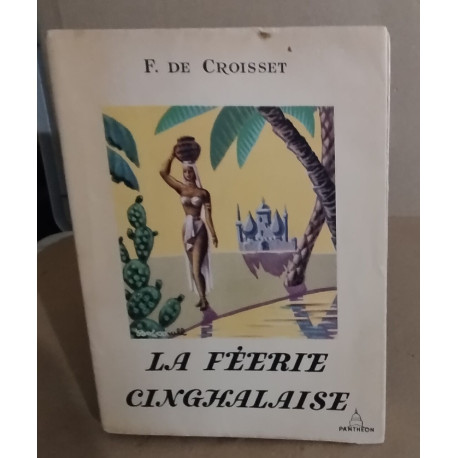 F. DE CROISSET
LA FÉERIE
CINGHALAISE
PANTHÉON